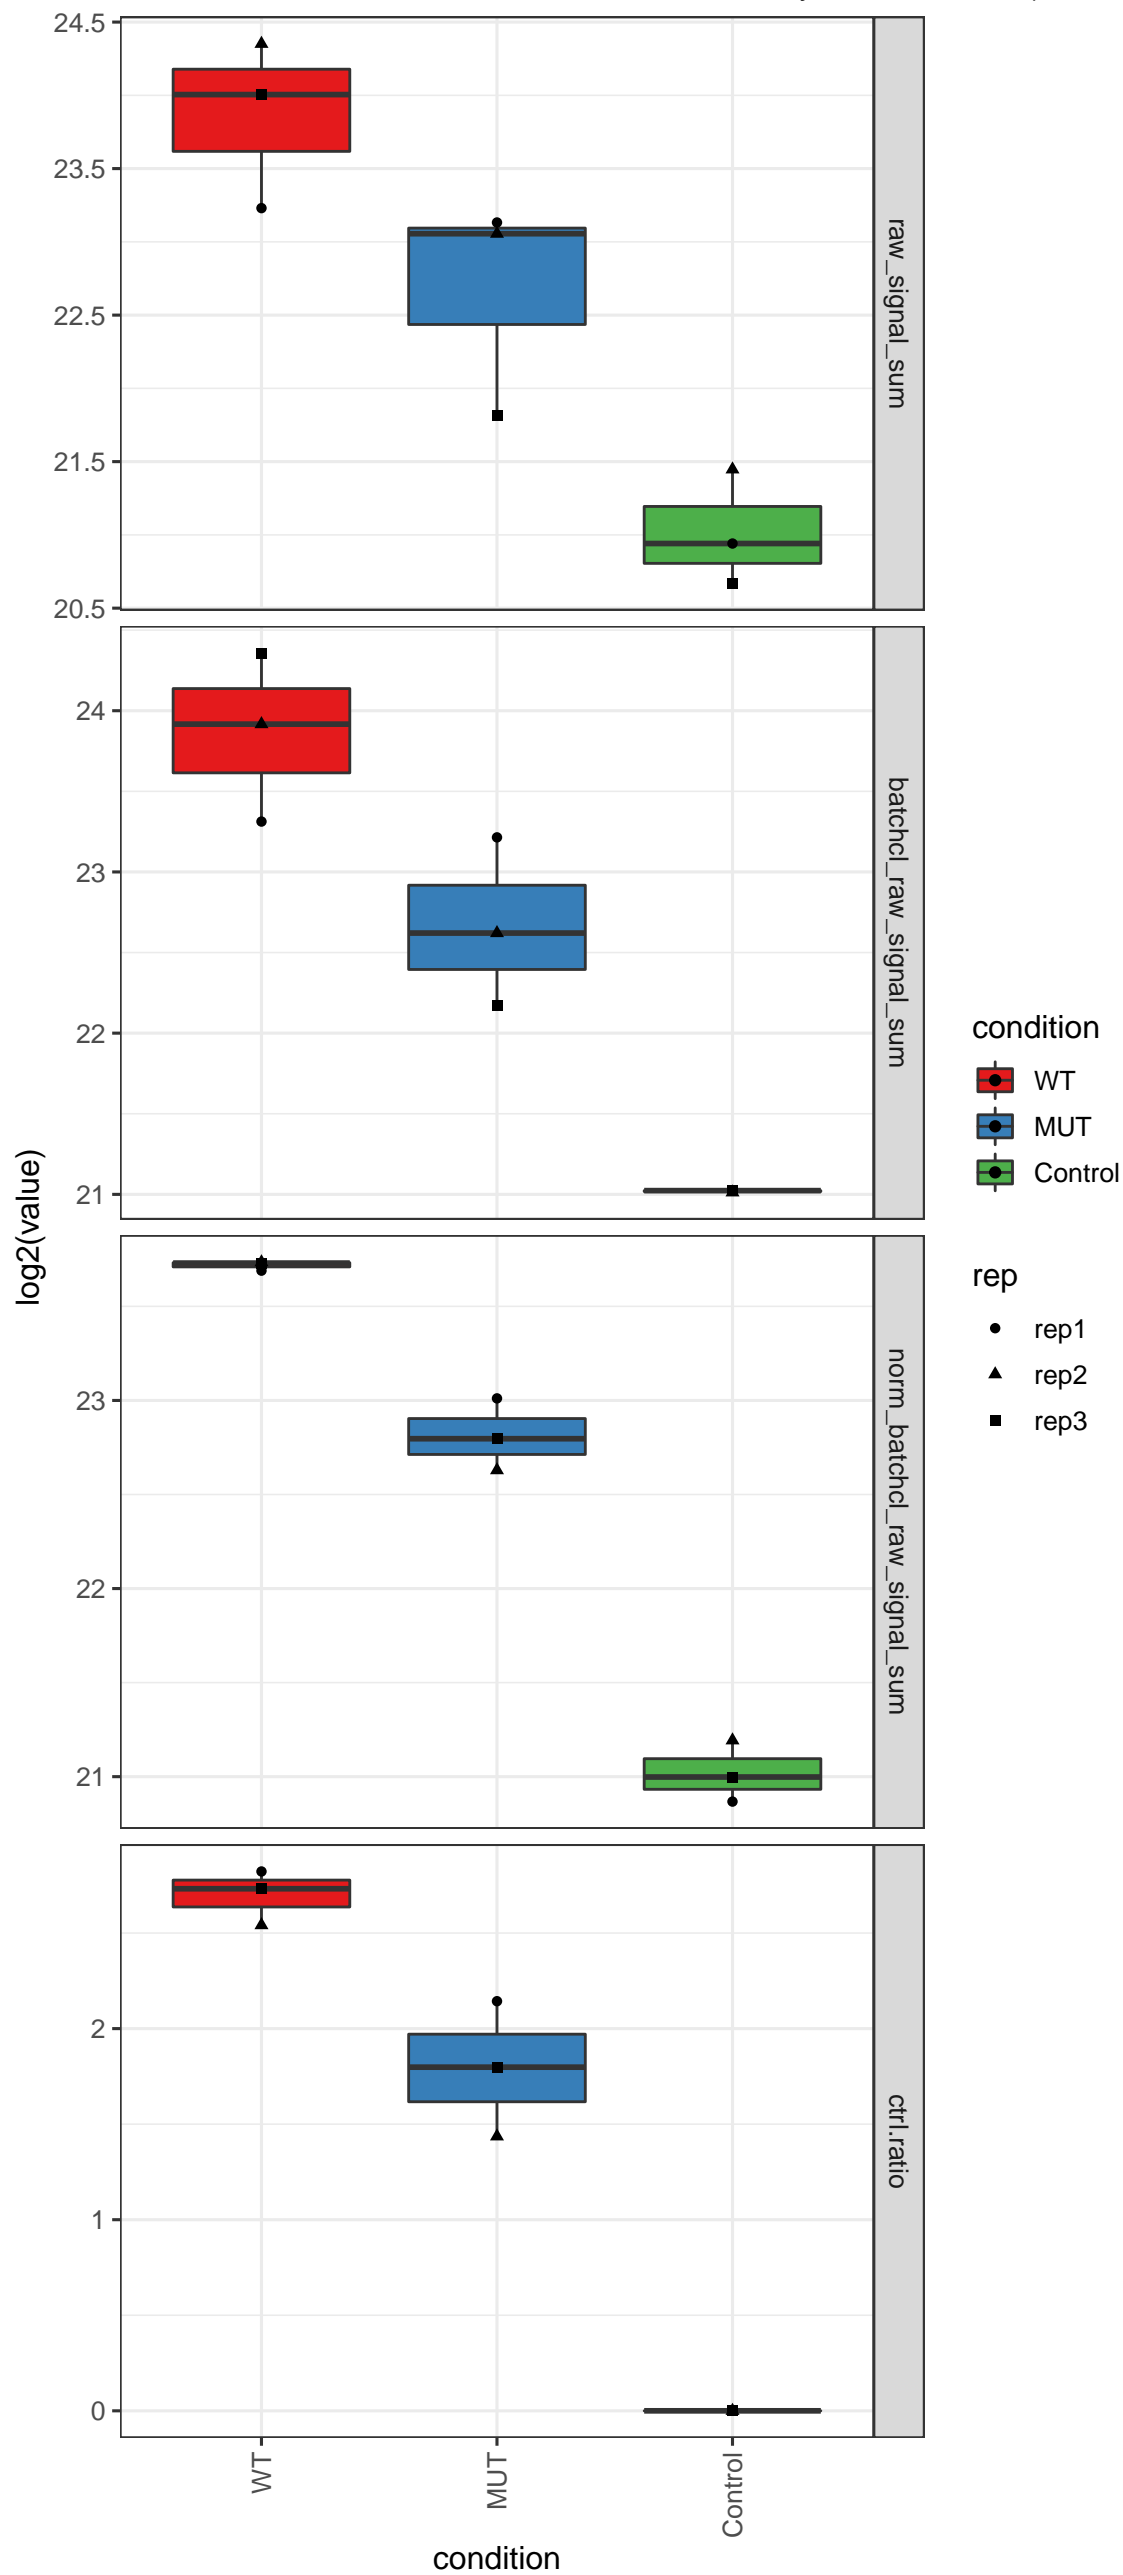 24.5
23.5
22.5
21.5
20.5
raw_signal_sum
24
23
22
21
batchcl_raw_signal_sum
23
22
21
norm_batchcl_raw_signal_sum
2
1
0
ctrl.ratio
log2(value)
WT
MUT
Control
condition
condition
WT
MUT
Control
rep
rep1
rep2
rep3